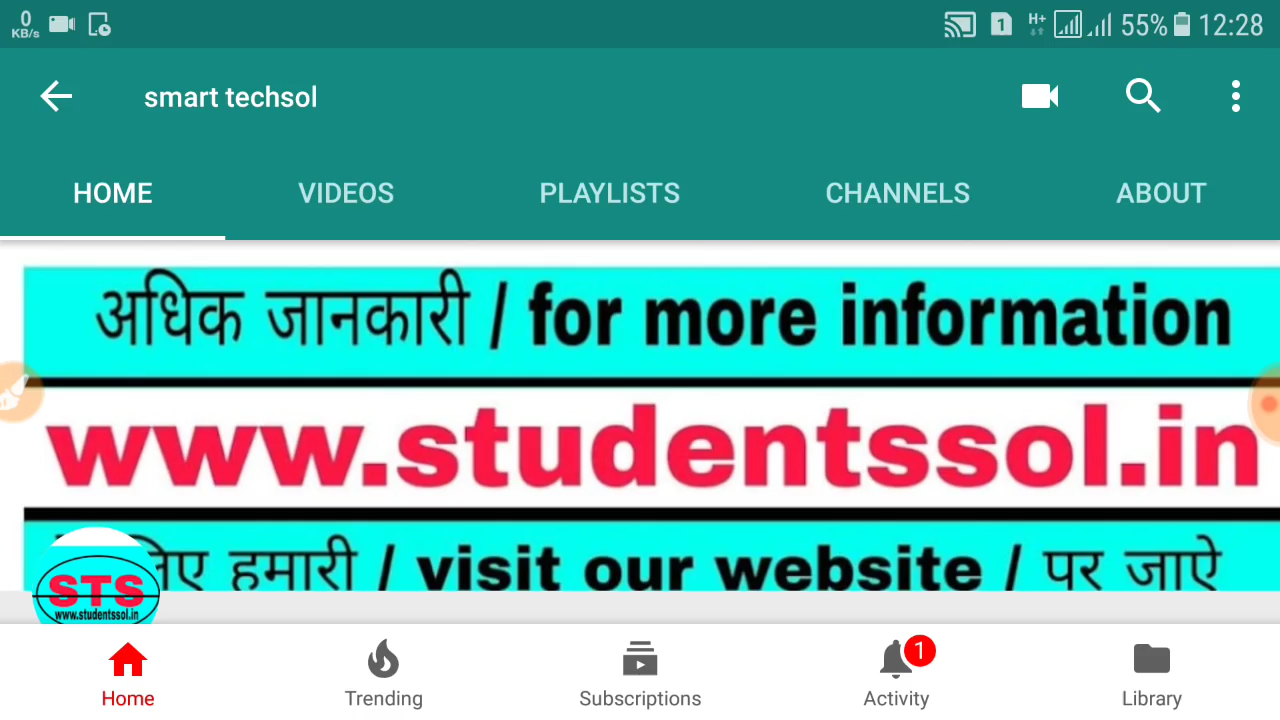 0 KB/s 1 H+ 55% 12:28
smart techsol
HOME VIDEOS PLAYLISTS CHANNELS ABOUT
अधिक जानकारी / for more information
www.studentssol.in
हमारी / visit our website / पर जाऐ
STS
www.studentssol.in
1
Home Trending Subscriptions Activity Library